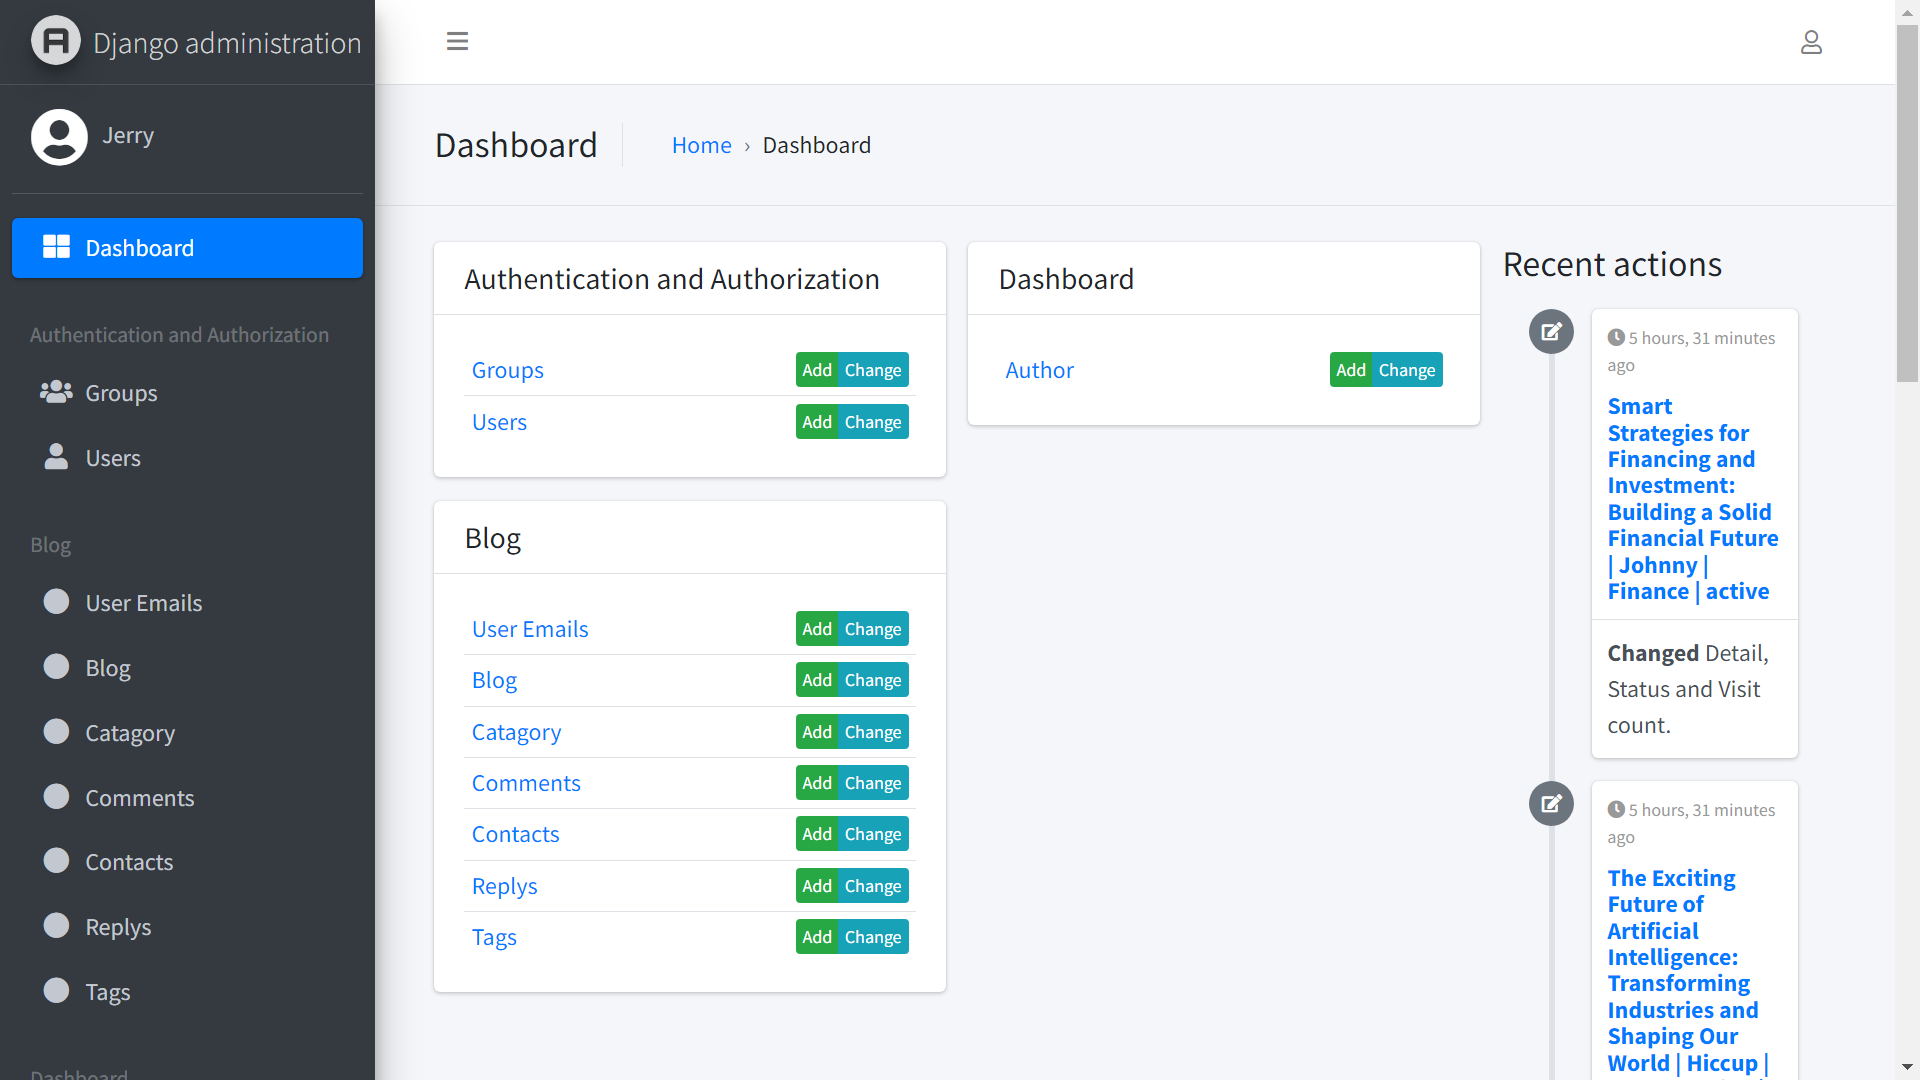 Django administration
Jerry
Dashboard
Authentication and Authorization
Groups
Users
Blog
User Emails
Blog
Catagory
Comments
Contacts
Replys
Tags
Dashboard
Dashboard
Home › Dashboard
Authentication and Authorization
Groups Add Change
Users Add Change
Blog
User Emails Add Change
Blog Add Change
Catagory Add Change
Comments Add Change
Contacts Add Change
Replys Add Change
Tags Add Change
Dashboard
Author Add Change
Recent actions
5 hours, 31 minutes
ago
Smart
Strategies for
Financing and
Investment:
Building a Solid
Financial Future
| Johnny |
Finance | active
Changed Detail,
Status and Visit
count.
5 hours, 31 minutes
ago
The Exciting
Future of
Artificial
Intelligence:
Transforming
Industries and
Shaping Our
World | Hiccup |